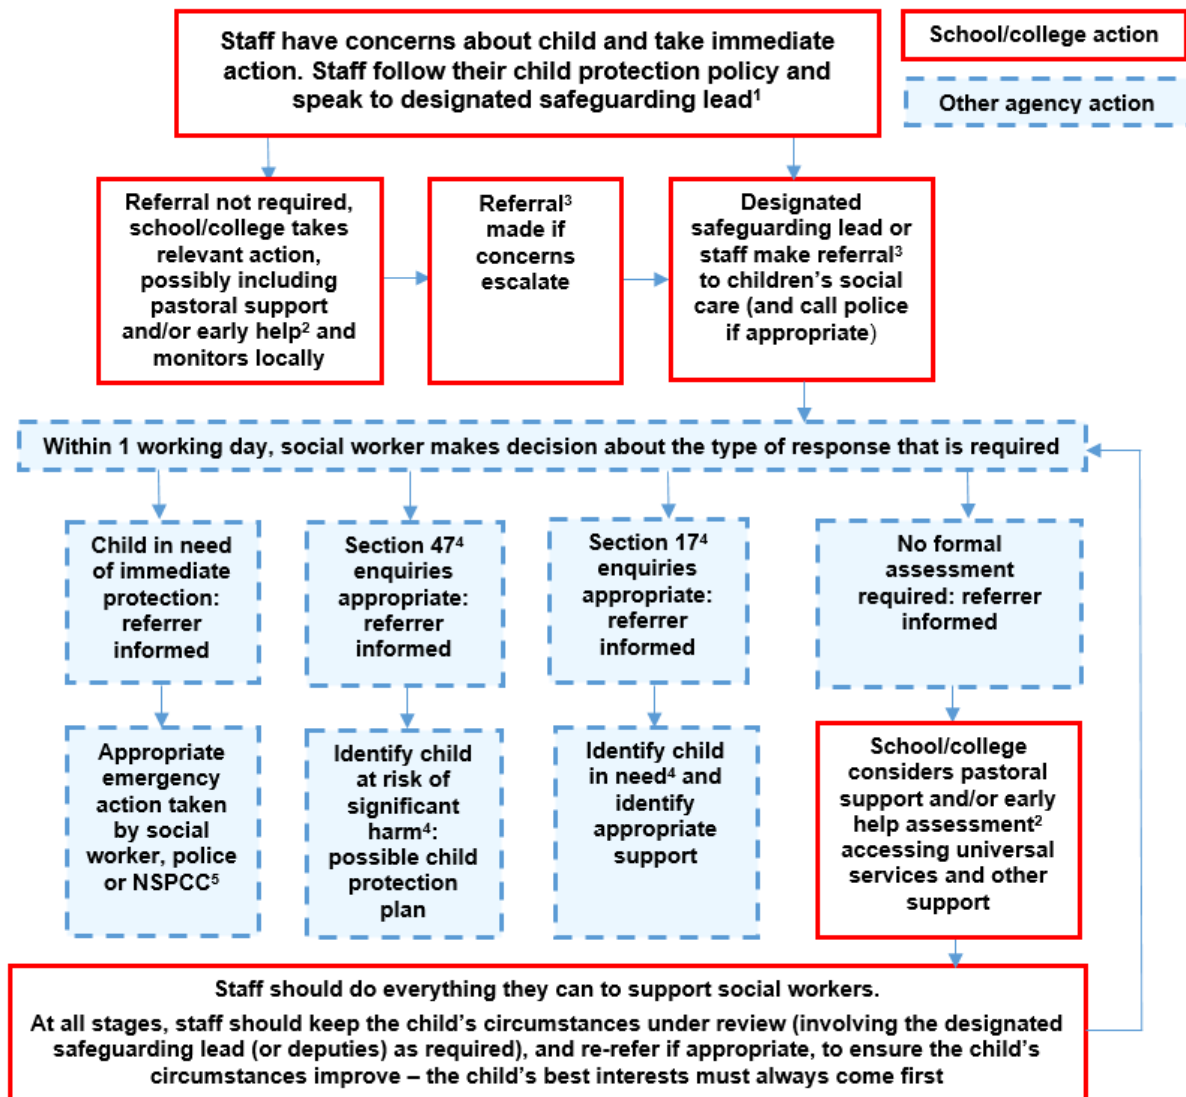 Staff have concerns about child and take immediate
action. Staff follow their child protection policy and
speak to designated safeguarding lead¹
School/college action
Other agency action
Referral not required,
school/college takes
relevant action,
possibly including
pastoral support
and/or early help² and
monitors locally
Referral³
made if
concerns
escalate
Designated
safeguarding lead or
staff make referral³
to children’s social
care (and call police
if appropriate)
Within 1 working day, social worker makes decision about the type of response that is required
Child in need
of immediate
protection:
referrer
informed
Section 47⁴
enquiries
appropriate:
referrer
informed
Section 17⁴
enquiries
appropriate:
referrer
informed
No formal
assessment
required: referrer
informed
Appropriate
emergency
action taken
by social
worker, police
or NSPCC⁵
Identify child
at risk of
significant
harm⁴:
possible child
protection
plan
Identify child
in need⁴ and
identify
appropriate
support
School/college
considers pastoral
support and/or early
help assessment²
accessing universal
services and other
support
Staff should do everything they can to support social workers.
At all stages, staff should keep the child’s circumstances under review (involving the designated
safeguarding lead (or deputies) as required), and re-refer if appropriate, to ensure the child’s
circumstances improve – the child’s best interests must always come first